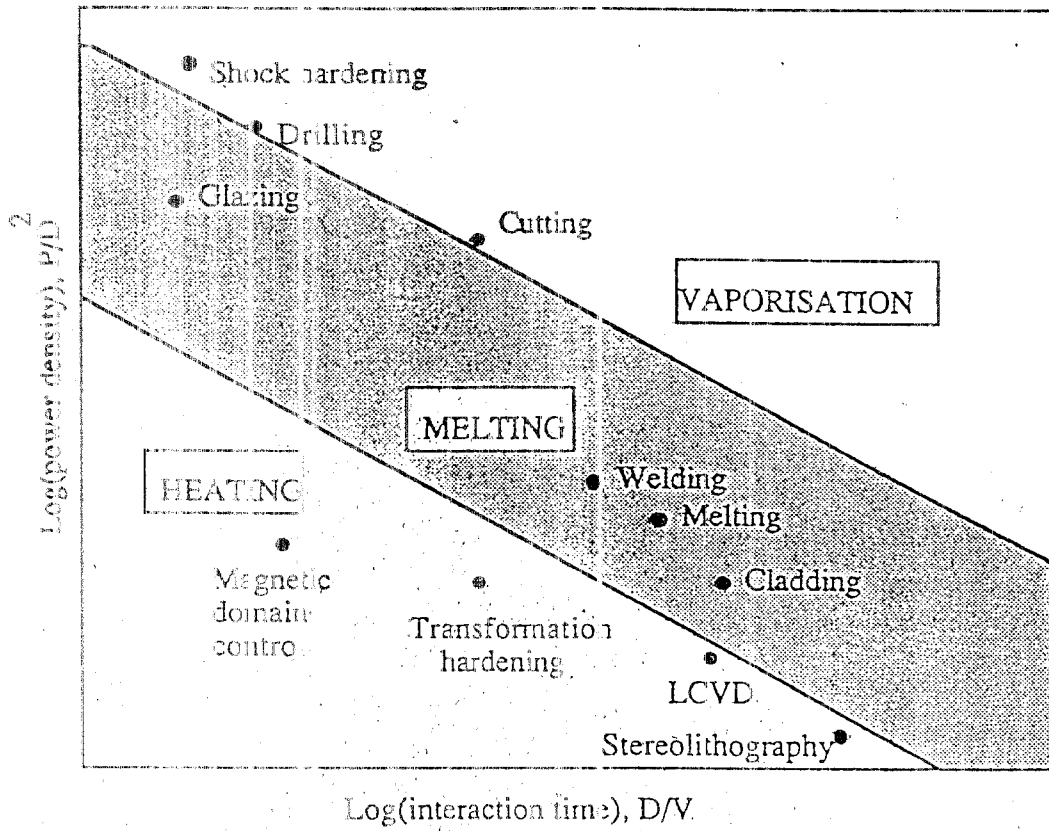 Shock hardening
Drilling
Glazing
Cutting
VAPORISATION
MELTING
Welding
HEATING
Melting
Magnetic
domain
control
Cladding
Transformation
hardening
LCVD
Stereolithography
Log(power density), P/D²
Log(interaction time), D/V